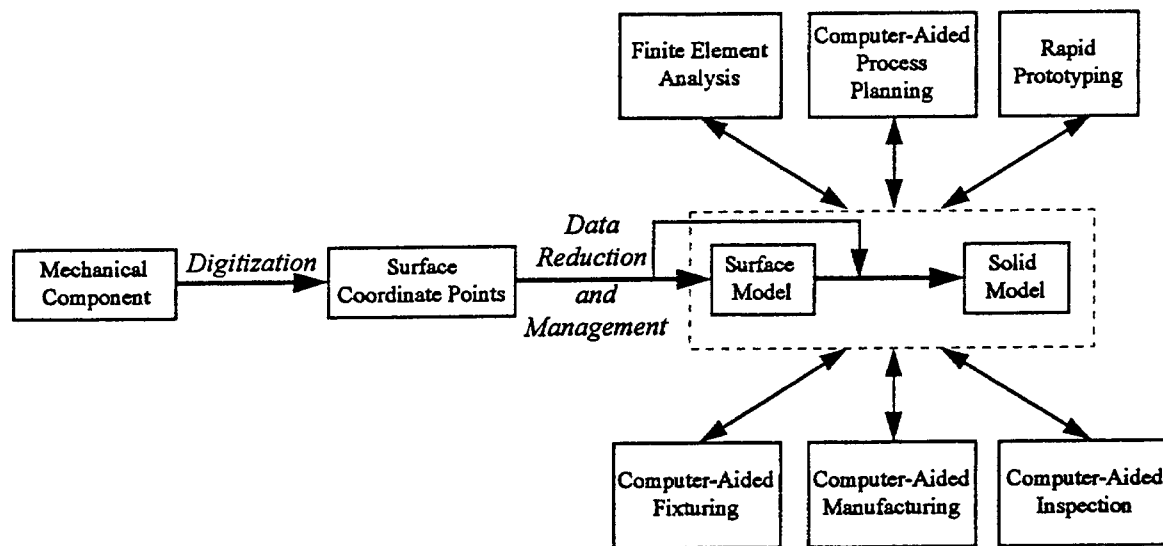 Finite Element
Analysis
Computer-Aided
Process
Planning
Rapid
Prototyping
Mechanical
Component
Digitization
Surface
Coordinate Points
Data
Reduction
and
Management
Surface
Model
Solid
Model
Computer-Aided
Fixturing
Computer-Aided
Manufacturing
Computer-Aided
Inspection